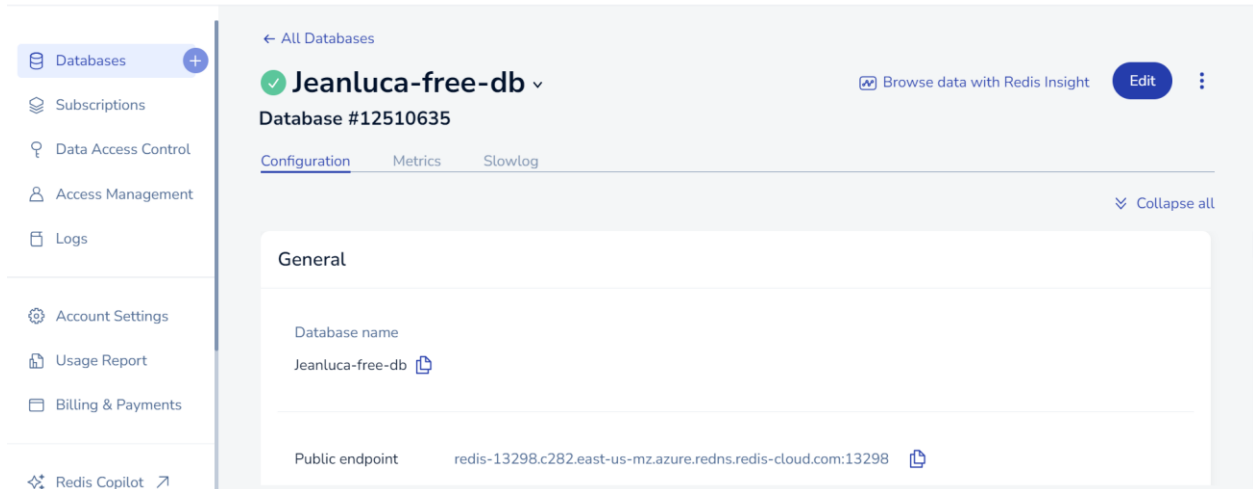 Databases
Subscriptions
Data Access Control
Access Management
Logs
Account Settings
Usage Report
Billing & Payments
Redis Copilot
All Databases
Jeanluca-free-db
Browse data with Redis Insight
Edit
Database #12510635
Configuration Metrics Slowlog
Collapse all
General
Database name
Jeanluca-free-db
Public endpoint redis-13298.c282.east-us-mz.azure.redns.redis-cloud.com:13298